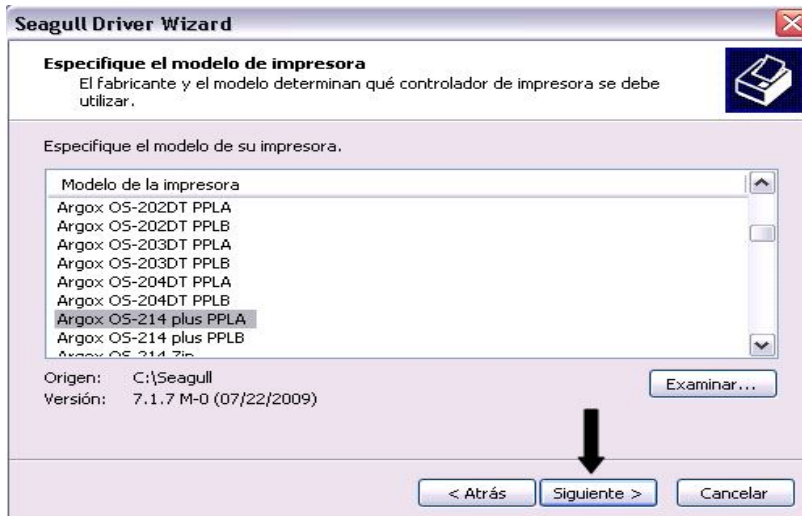 Seagull Driver Wizard
Especifique el modelo de impresora
El fabricante y el modelo determinan qué controlador de impresora se debe
utilizar.
Especifique el modelo de su impresora.
Modelo de la impresora
Argox OS-202DT PPLA
Argox OS-202DT PPLB
Argox OS-203DT PPLA
Argox OS-203DT PPLB
Argox OS-204DT PPLA
Argox OS-204DT PPLB
Argox OS-214 plus PPLA
Argox OS-214 plus PPLB
Argox OS-214 Zip
Origen: C:\Seagull
Examinar...
Versión: 7.1.7 M-0 (07/22/2009)
< Atrás
Siguiente >
Cancelar